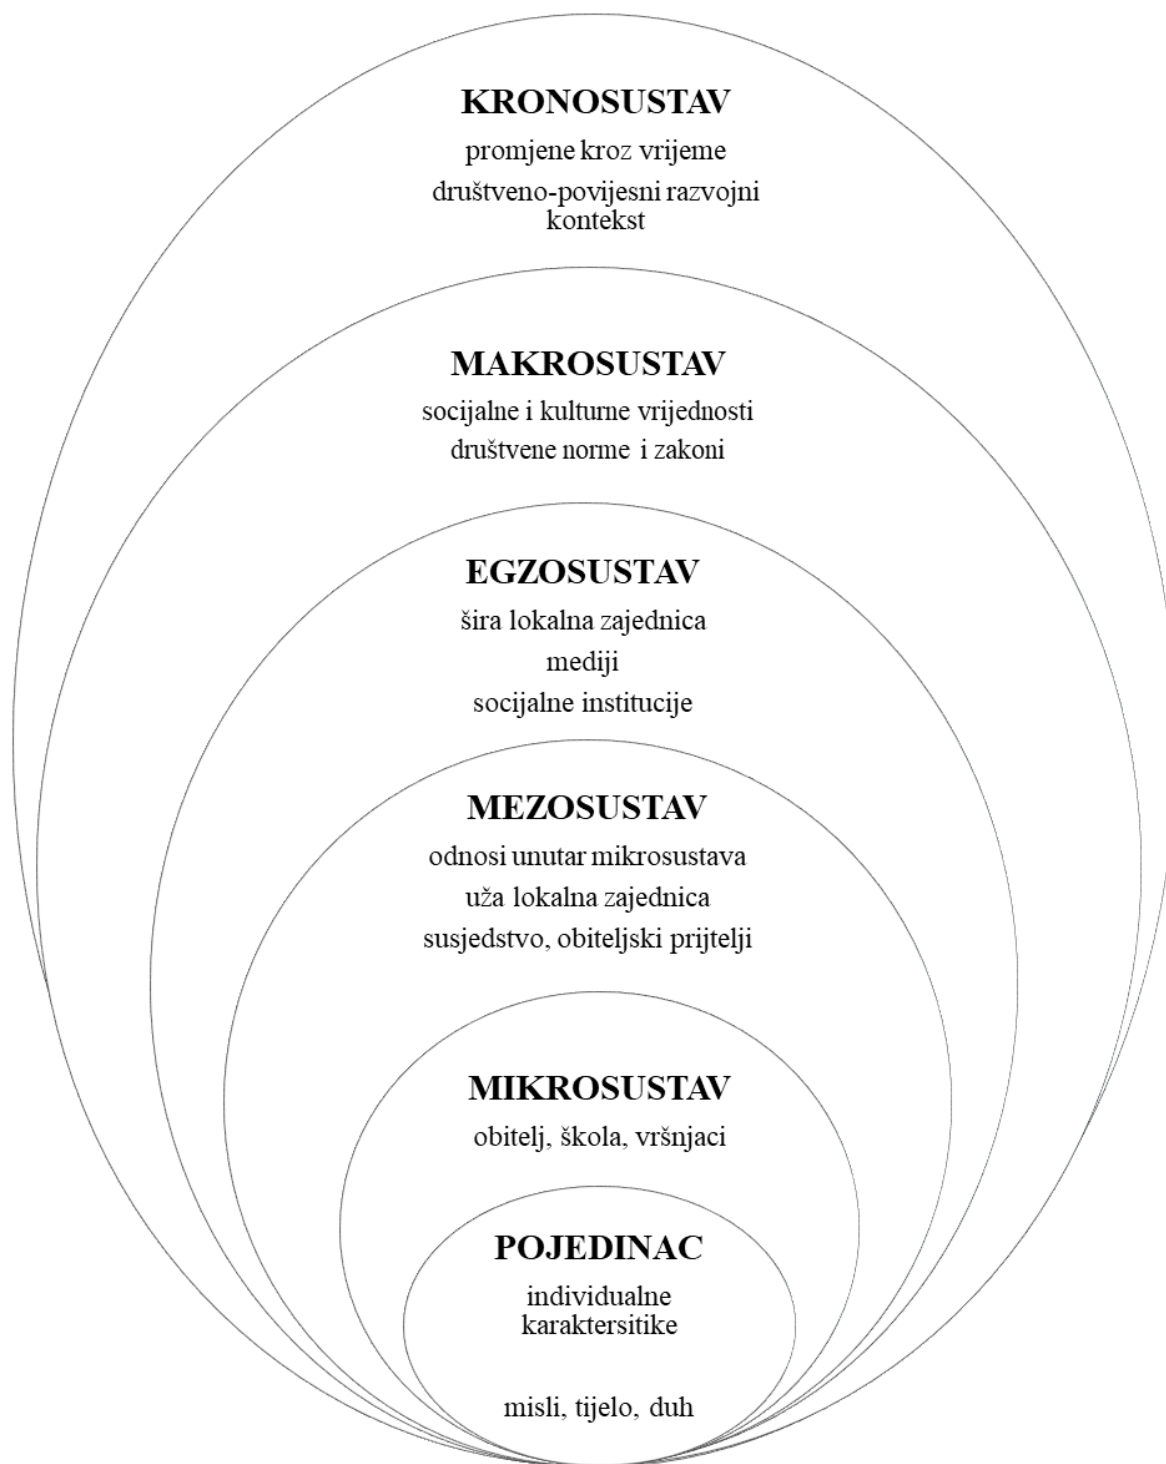 KRONOSUSTAV
promjene kroz vrijeme
društveno-povijesni razvojni
kontekst
MAKROSUSTAV
socijalne i kulturne vrijednosti
društvene norme i zakoni
EGZOSUSTAV
šira lokalna zajednica
mediji
socijalne institucije
MEZOSUSTAV
odnosi unutar mikrosustava
uža lokalna zajednica
susjedstvo, obiteljski prijtelji
MIKROSUSTAV
obitelj, škola, vršnjaci
POJEDINAC
individualne
karaktersitike
misli, tijelo, duh